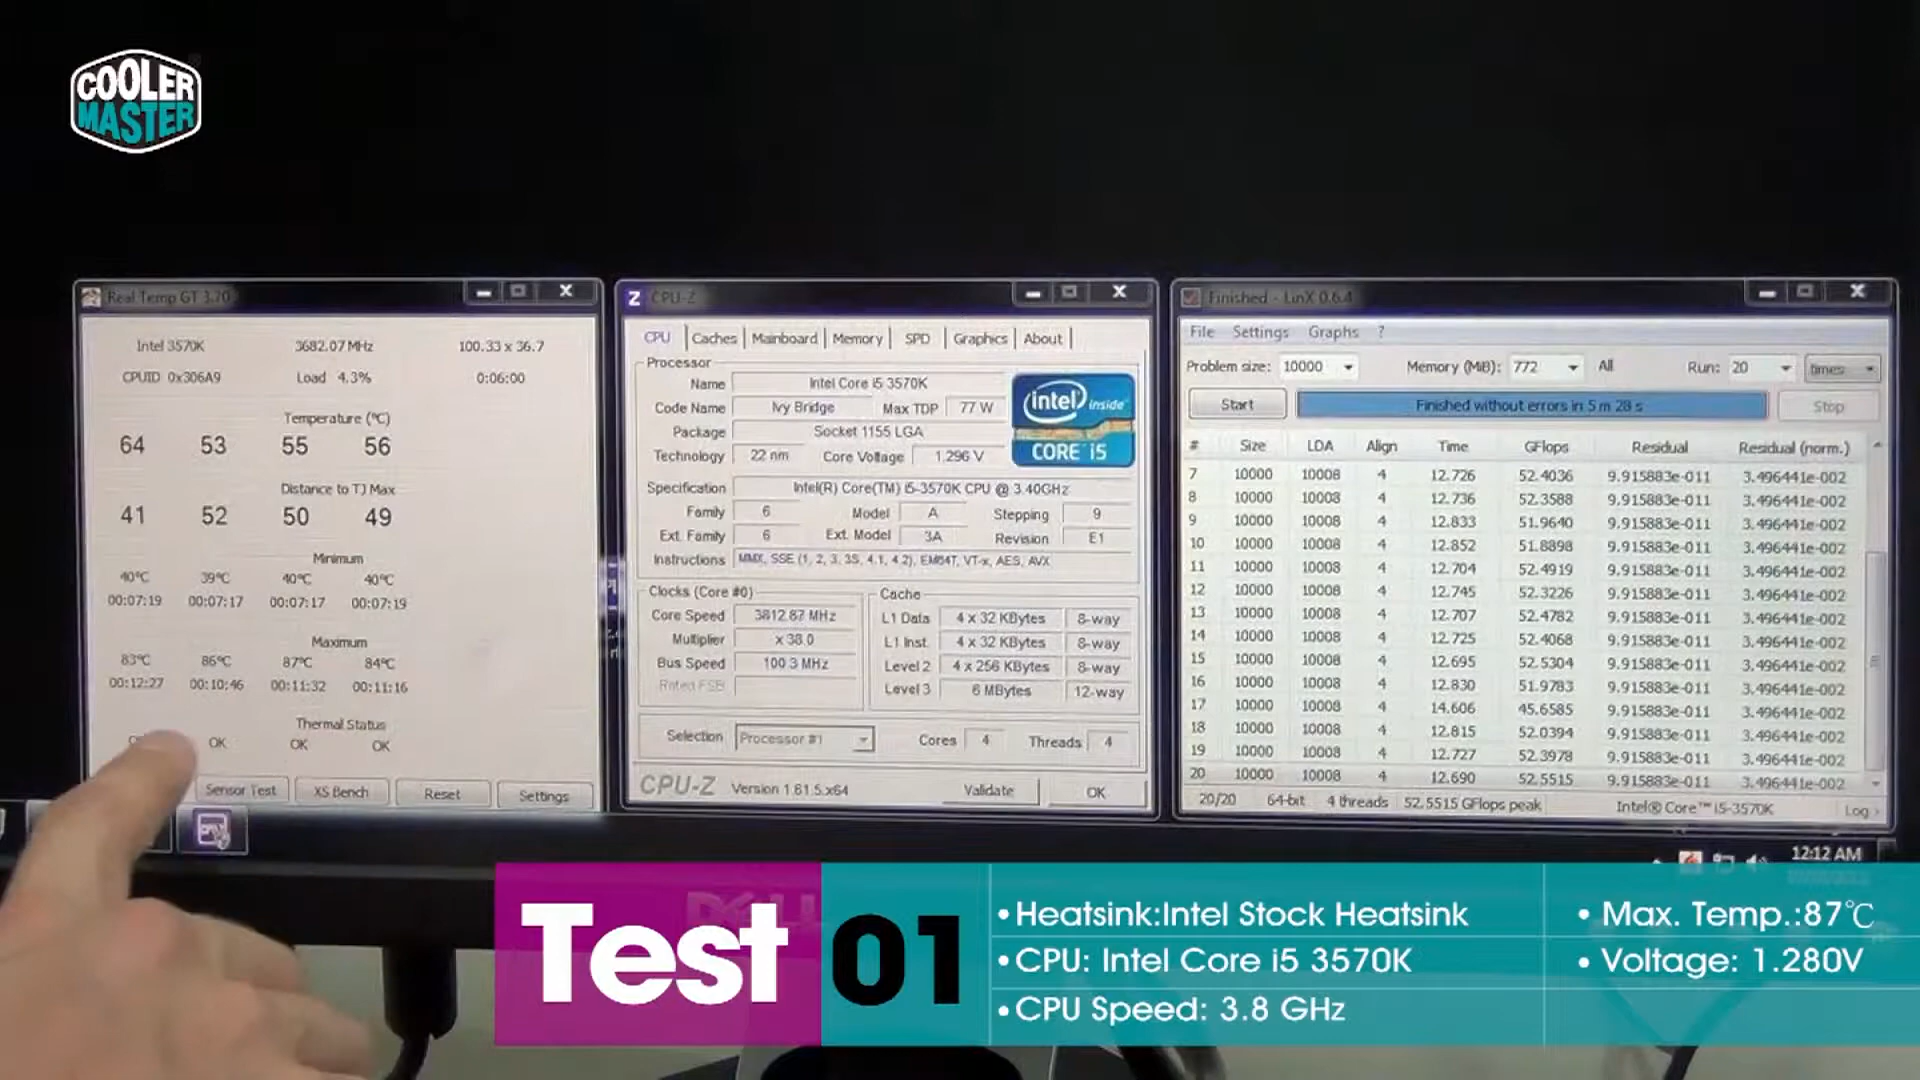 COOLER
MASTER
Real Temp GT 3.70
Intel 3570K 3682.07 MHz 100.33 x 36.7
CPUID 0x306A9 Load 4.3% 0:06:00
Temperature (°C)
64 53 55 56
Distance to TJ Max
41 52 50 49
Minimum
40°C 39°C 40°C 40°C
00:07:19 00:07:17 00:07:17 00:07:19
Maximum
83°C 86°C 87°C 84°C
00:12:27 00:10:46 00:11:32 00:11:16
Thermal Status
OK OK OK
Sensor Test XS Bench Reset Settings
CPU-Z
CPU Caches Mainboard Memory SPD Graphics About
Processor
Name Intel Core i5 3570K
Code Name Ivy Bridge Max TDP 77 W
Package Socket 1155 LGA
Technology 22 nm Core Voltage 1.296 V
intel inside
CORE i5
Specification Intel(R) Core(TM) i5-3570K CPU @ 3.40GHz
Family 6 Model A Stepping 9
Ext. Family 6 Ext. Model 3A Revision E1
Instructions MMX, SSE (1, 2, 3, 3S, 4.1, 4.2), EM64T, VT-x, AES, AVX
Clocks (Core #0)
Core Speed 3812.87 MHz
Multiplier x 38.0
Bus Speed 100.3 MHz
Rated FSB
Cache
L1 Data 4 x 32 KBytes 8-way
L1 Inst. 4 x 32 KBytes 8-way
Level 2 4 x 256 KBytes 8-way
Level 3 6 MBytes 12-way
Selection Processor #1 Cores 4 Threads 4
CPU-Z Version 1.61.5.x64 Validate OK
Finished - LinX 0.6.4
File Settings Graphs ?
Problem size: 10000 Memory (MiB): 772 All Run: 20 times
Start Finished without errors in 5 m 28 s Stop
# Size LDA Align Time GFlops Residual Residual (norm.)
7 10000 10008 4 12.726 52.4036 9.915883e-011 3.496441e-002
8 10000 10008 4 12.736 52.3588 9.915883e-011 3.496441e-002
9 10000 10008 4 12.833 51.9640 9.915883e-011 3.496441e-002
10 10000 10008 4 12.852 51.8898 9.915883e-011 3.496441e-002
11 10000 10008 4 12.704 52.4919 9.915883e-011 3.496441e-002
12 10000 10008 4 12.745 52.3226 9.915883e-011 3.496441e-002
13 10000 10008 4 12.707 52.4782 9.915883e-011 3.496441e-002
14 10000 10008 4 12.725 52.4068 9.915883e-011 3.496441e-002
15 10000 10008 4 12.695 52.5304 9.915883e-011 3.496441e-002
16 10000 10008 4 12.830 51.9783 9.915883e-011 3.496441e-002
17 10000 10008 4 14.606 45.6585 9.915883e-011 3.496441e-002
18 10000 10008 4 12.815 52.0394 9.915883e-011 3.496441e-002
19 10000 10008 4 12.727 52.3978 9.915883e-011 3.496441e-002
20 10000 10008 4 12.690 52.5515 9.915883e-011 3.496441e-002
20/20 64-bit 4 threads 52.5515 GFlops peak Intel® Core™ i5-3570K Log ›
12:12 AM
DELL
Test 01
•Heatsink:Intel Stock Heatsink
•CPU: Intel Core i5 3570K
•CPU Speed: 3.8 GHz
• Max. Temp.:87℃
• Voltage: 1.280V